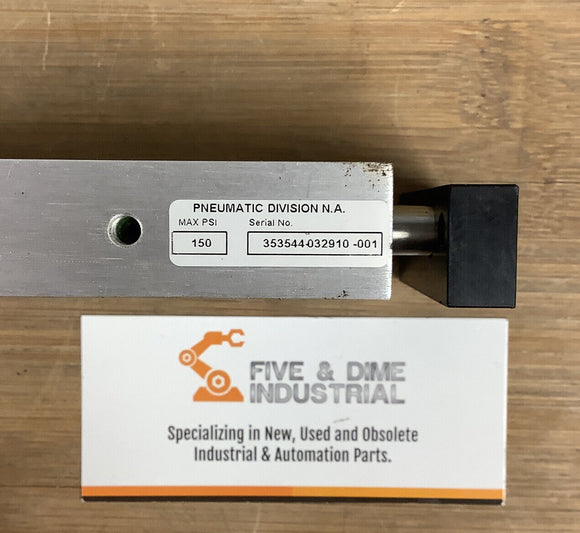 PNEUMATIC DIVISION N.A.
MAX PSI Serial No.
150 353544-032910 -001
FIVE & DIME
INDUSTRIAL
Specializing in New, Used and Obsolete
Industrial & Automation Parts.